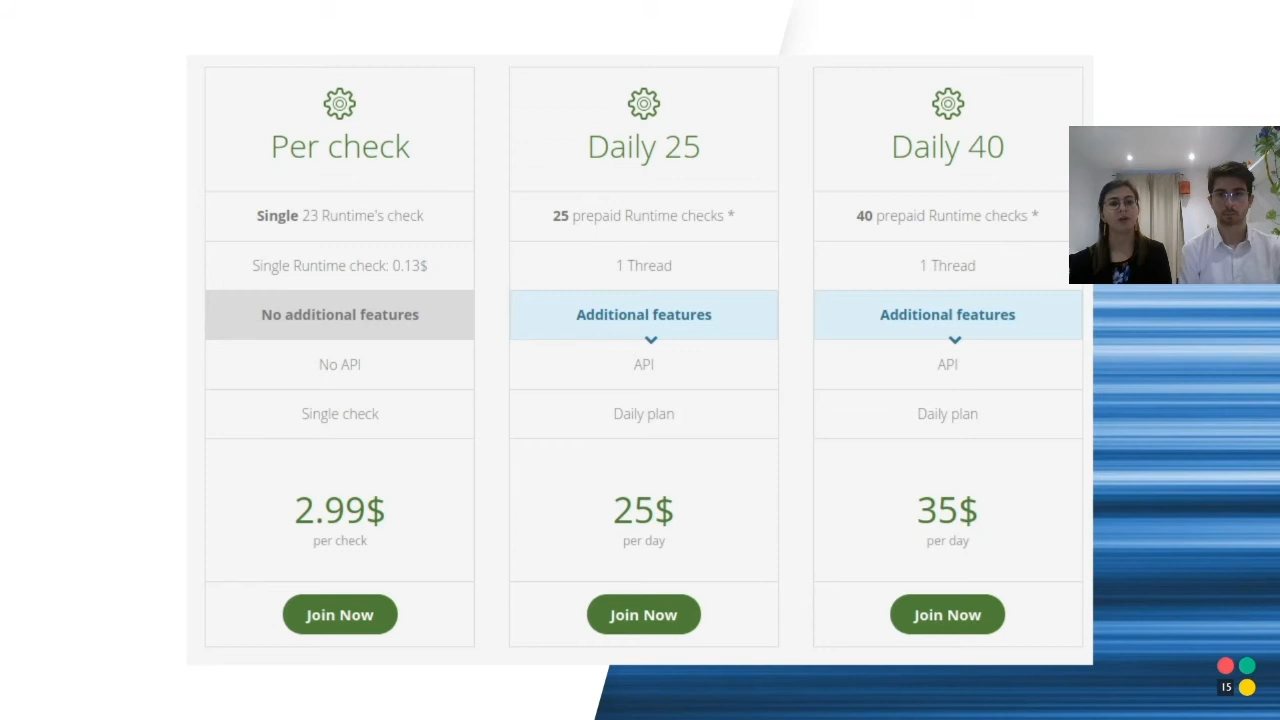 Per check
Single 23 Runtime's check
Single Runtime check: 0.13$
No additional features
No API
Single check
2.99$
per check
Join Now
Daily 25
25 prepaid Runtime checks *
1 Thread
Additional features
API
Daily plan
25$
per day
Join Now
Daily 40
40 prepaid Runtime checks *
1 Thread
Additional features
API
Daily plan
35$
per day
Join Now
15